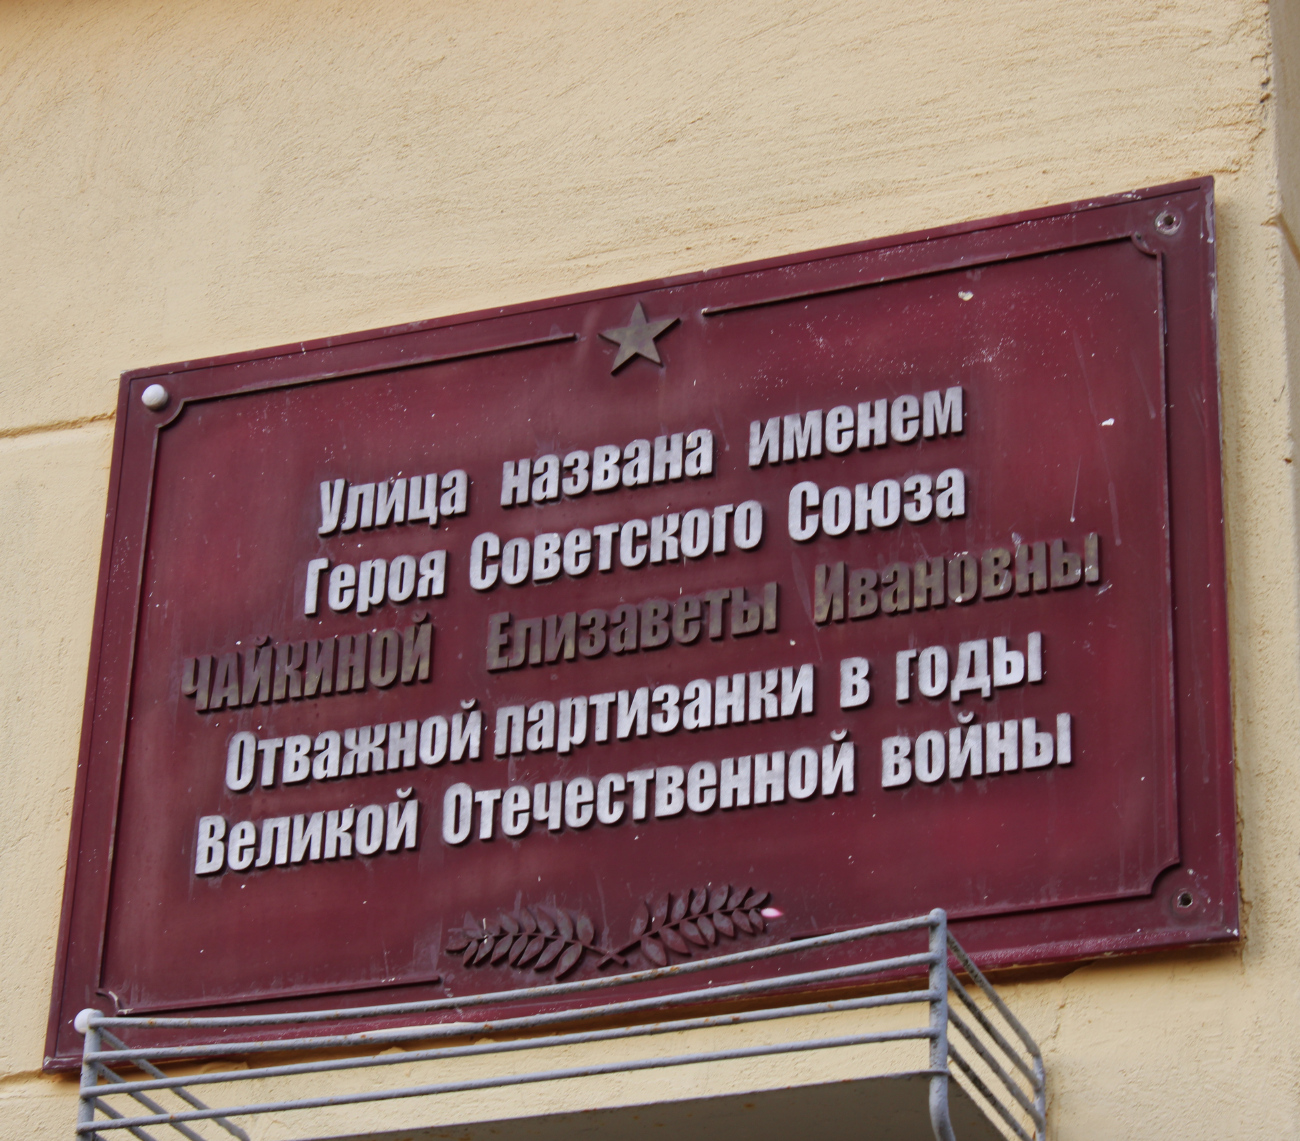 Улица названа именем
Героя Советского Союза
ЧАЙКИНОЙ Елизаветы Ивановны
Отважной партизанки в годы
Великой Отечественной войны